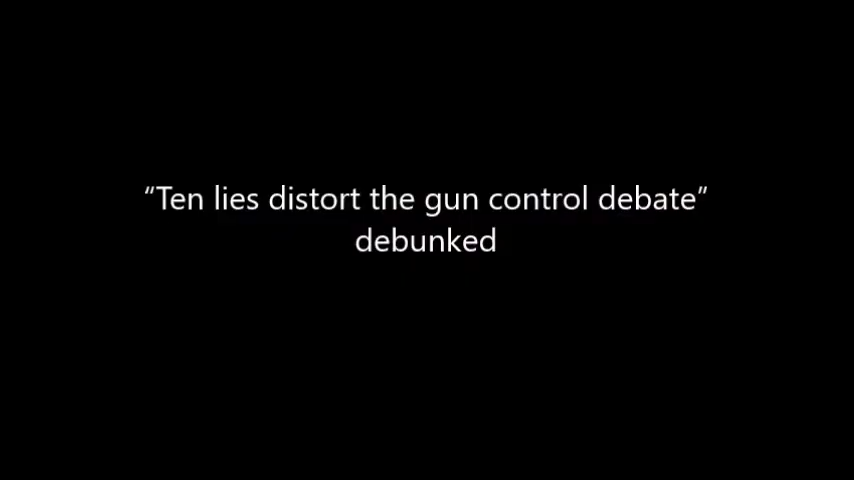 “Ten lies distort the gun control debate”
debunked